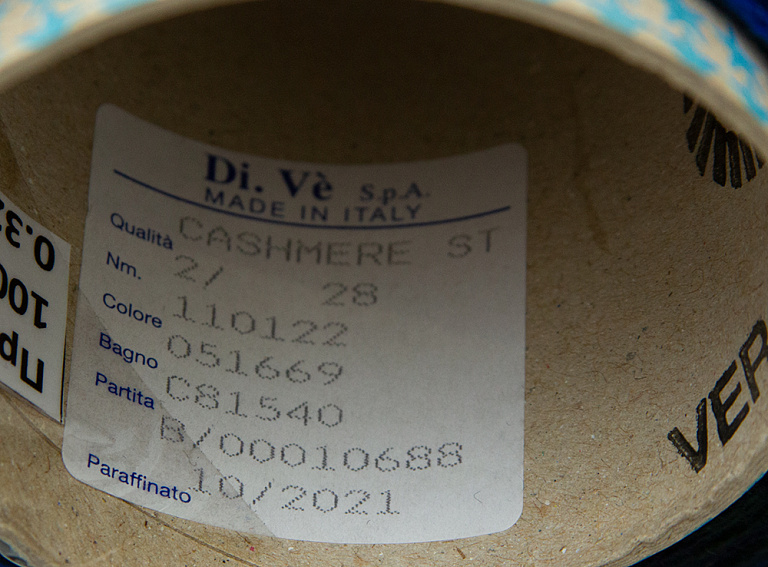 Di. Vè S.p.A.
MADE IN ITALY
Qualità CASHMERE ST
Nm. 2/ 28
Colore 110122
Bagno 051669
Partita C81540
B/00010688
Paraffinato 10/2021
VER